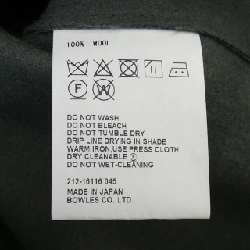 100% WOOL
F W
DO NOT WASH
DO NOT BLEACH
DO NOT TUMBLE DRY
DRIP LINE DRYING IN SHADE
WARM IRON,USE PRESS CLOTH
DRY CLEANABLE Ⓕ
DO NOT WET-CLEANING
212-16116 045
MADE IN JAPAN
BOWLES CO. LTD.